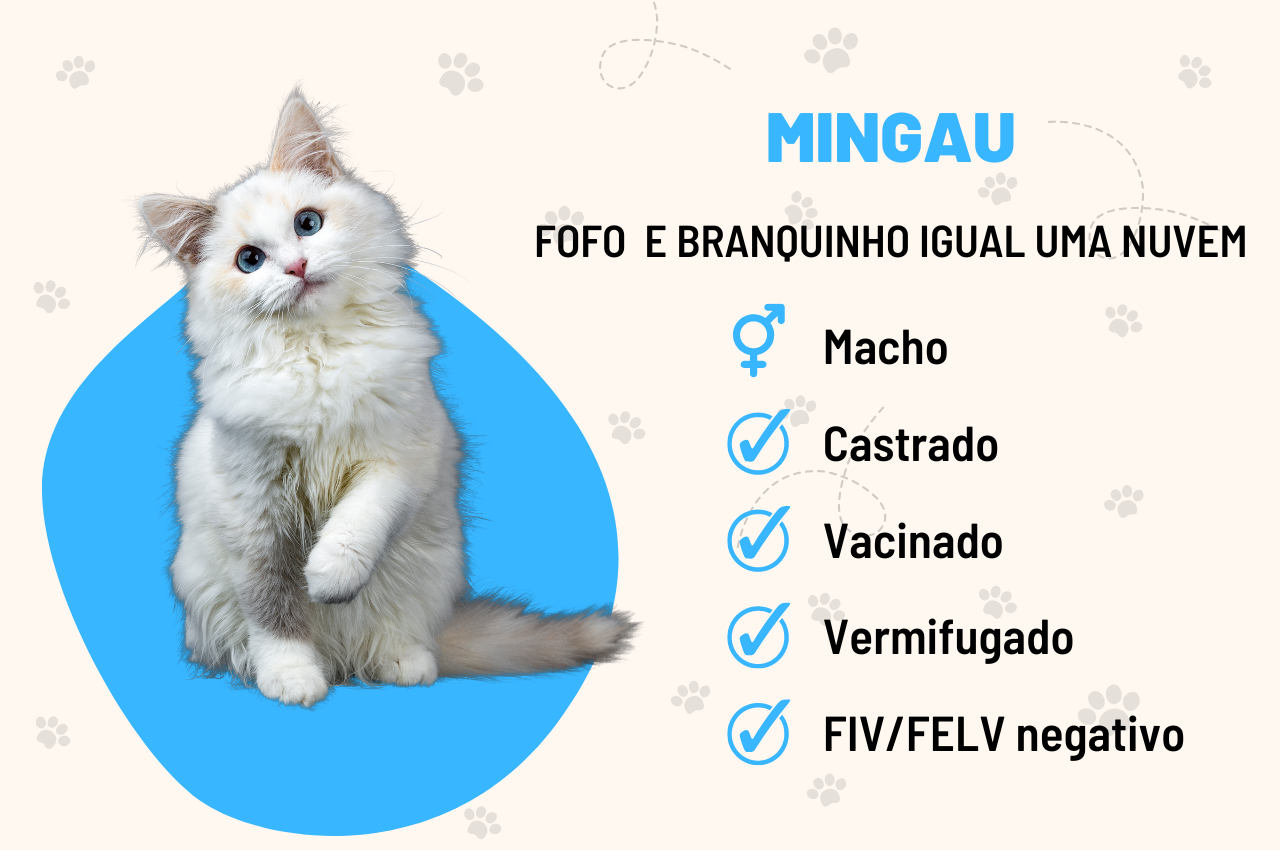 MINGAU
FOFO E BRANQUINHO IGUAL UMA NUVEM
Macho
Castrado
Vacinado
Vermifugado
FIV/FELV negativo